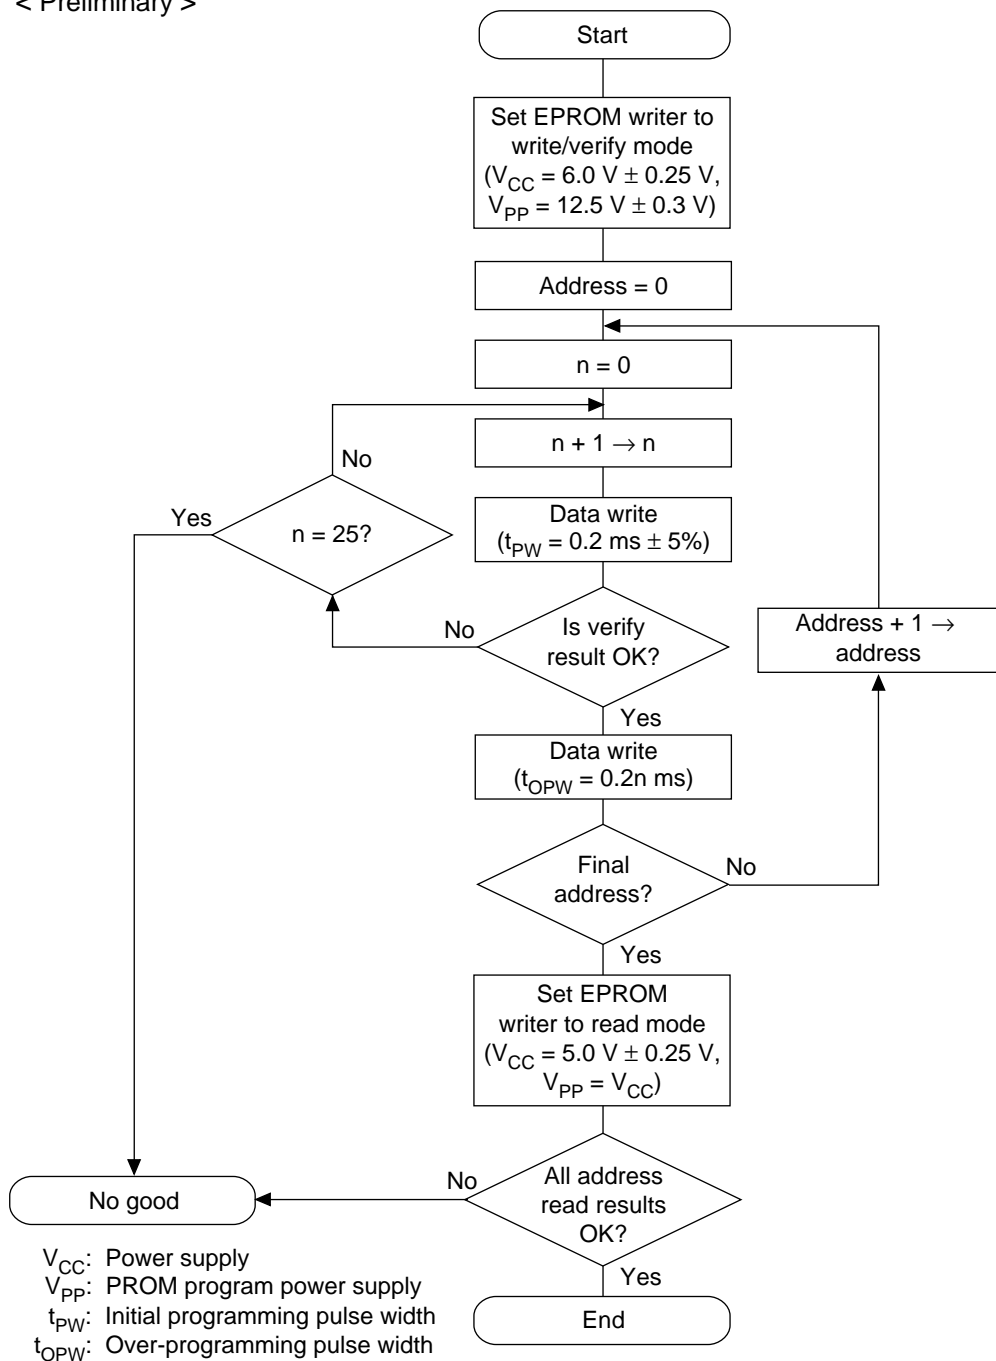 < Preliminary >
Start
Set EPROM writer to
write/verify mode
(VCC = 6.0 V ± 0.25 V,
VPP = 12.5 V ± 0.3 V)
Address = 0
n = 0
n + 1 → n
No
Yes
n = 25?
Data write
(tPW = 0.2 ms ± 5%)
No
Is verify
result OK?
Address + 1 →
address
Yes
Data write
(tOPW = 0.2n ms)
Final
address?
No
Yes
Set EPROM
writer to read mode
(VCC = 5.0 V ± 0.25 V,
VPP = VCC)
No good
No
All address
read results
OK?
Yes
End
VCC: Power supply
VPP: PROM program power supply
tPW: Initial programming pulse width
tOPW: Over-programming pulse width